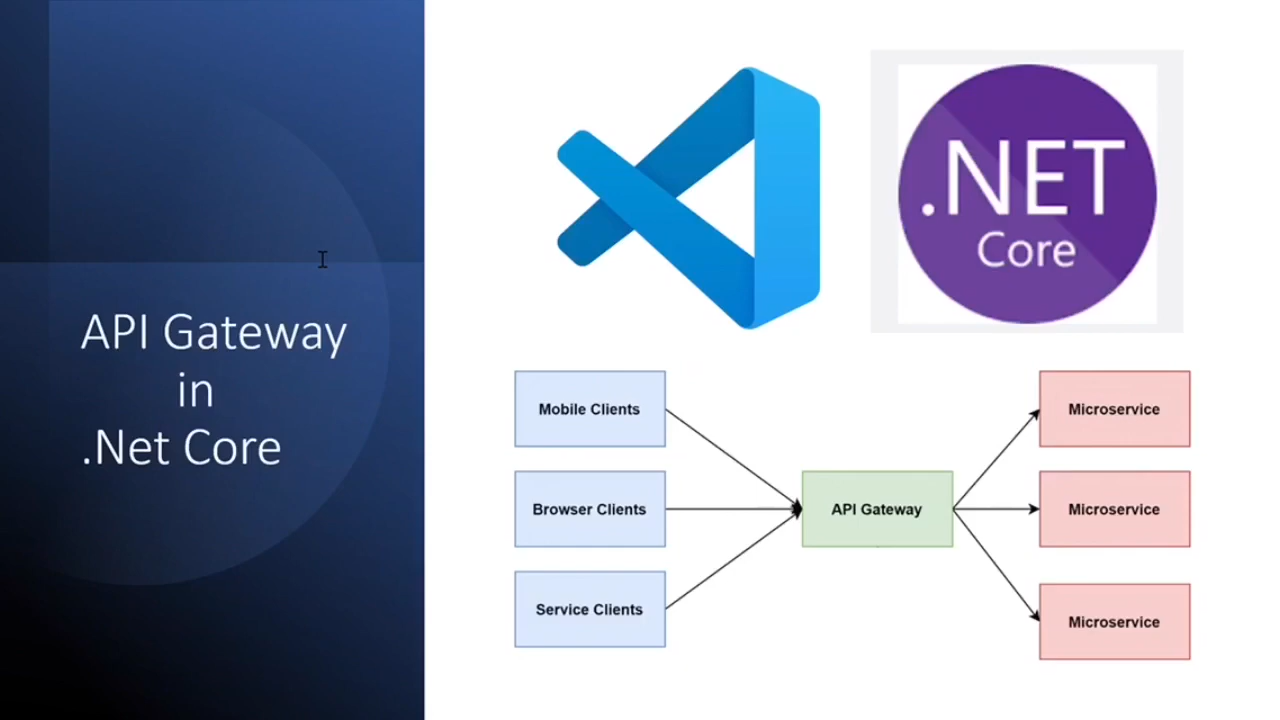 API Gateway
in
.Net Core
.NET
Core
Mobile Clients
Browser Clients
Service Clients
API Gateway
Microservice
Microservice
Microservice